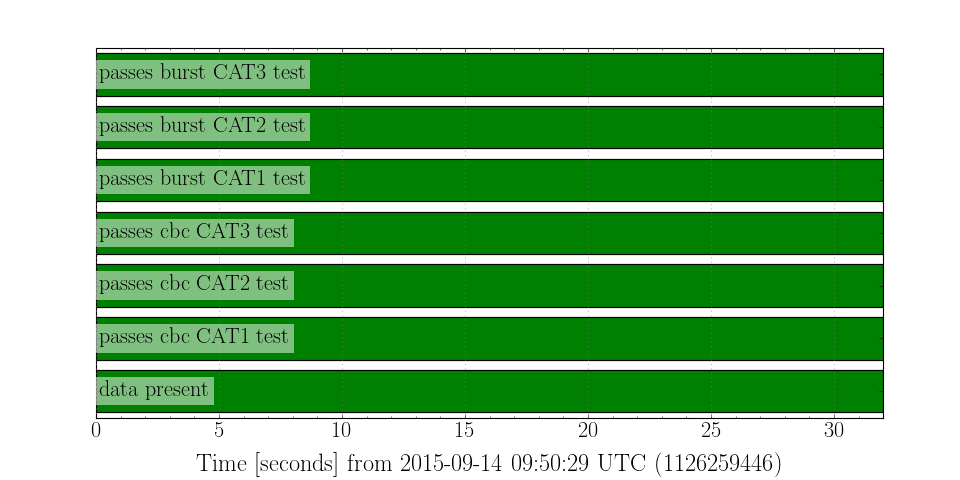 passes burst CAT3 test
passes burst CAT2 test
passes burst CAT1 test
passes cbc CAT3 test
passes cbc CAT2 test
passes cbc CAT1 test
data present
0 5 10 15 20 25 30
Time [seconds] from 2015-09-14 09:50:29 UTC (1126259446)